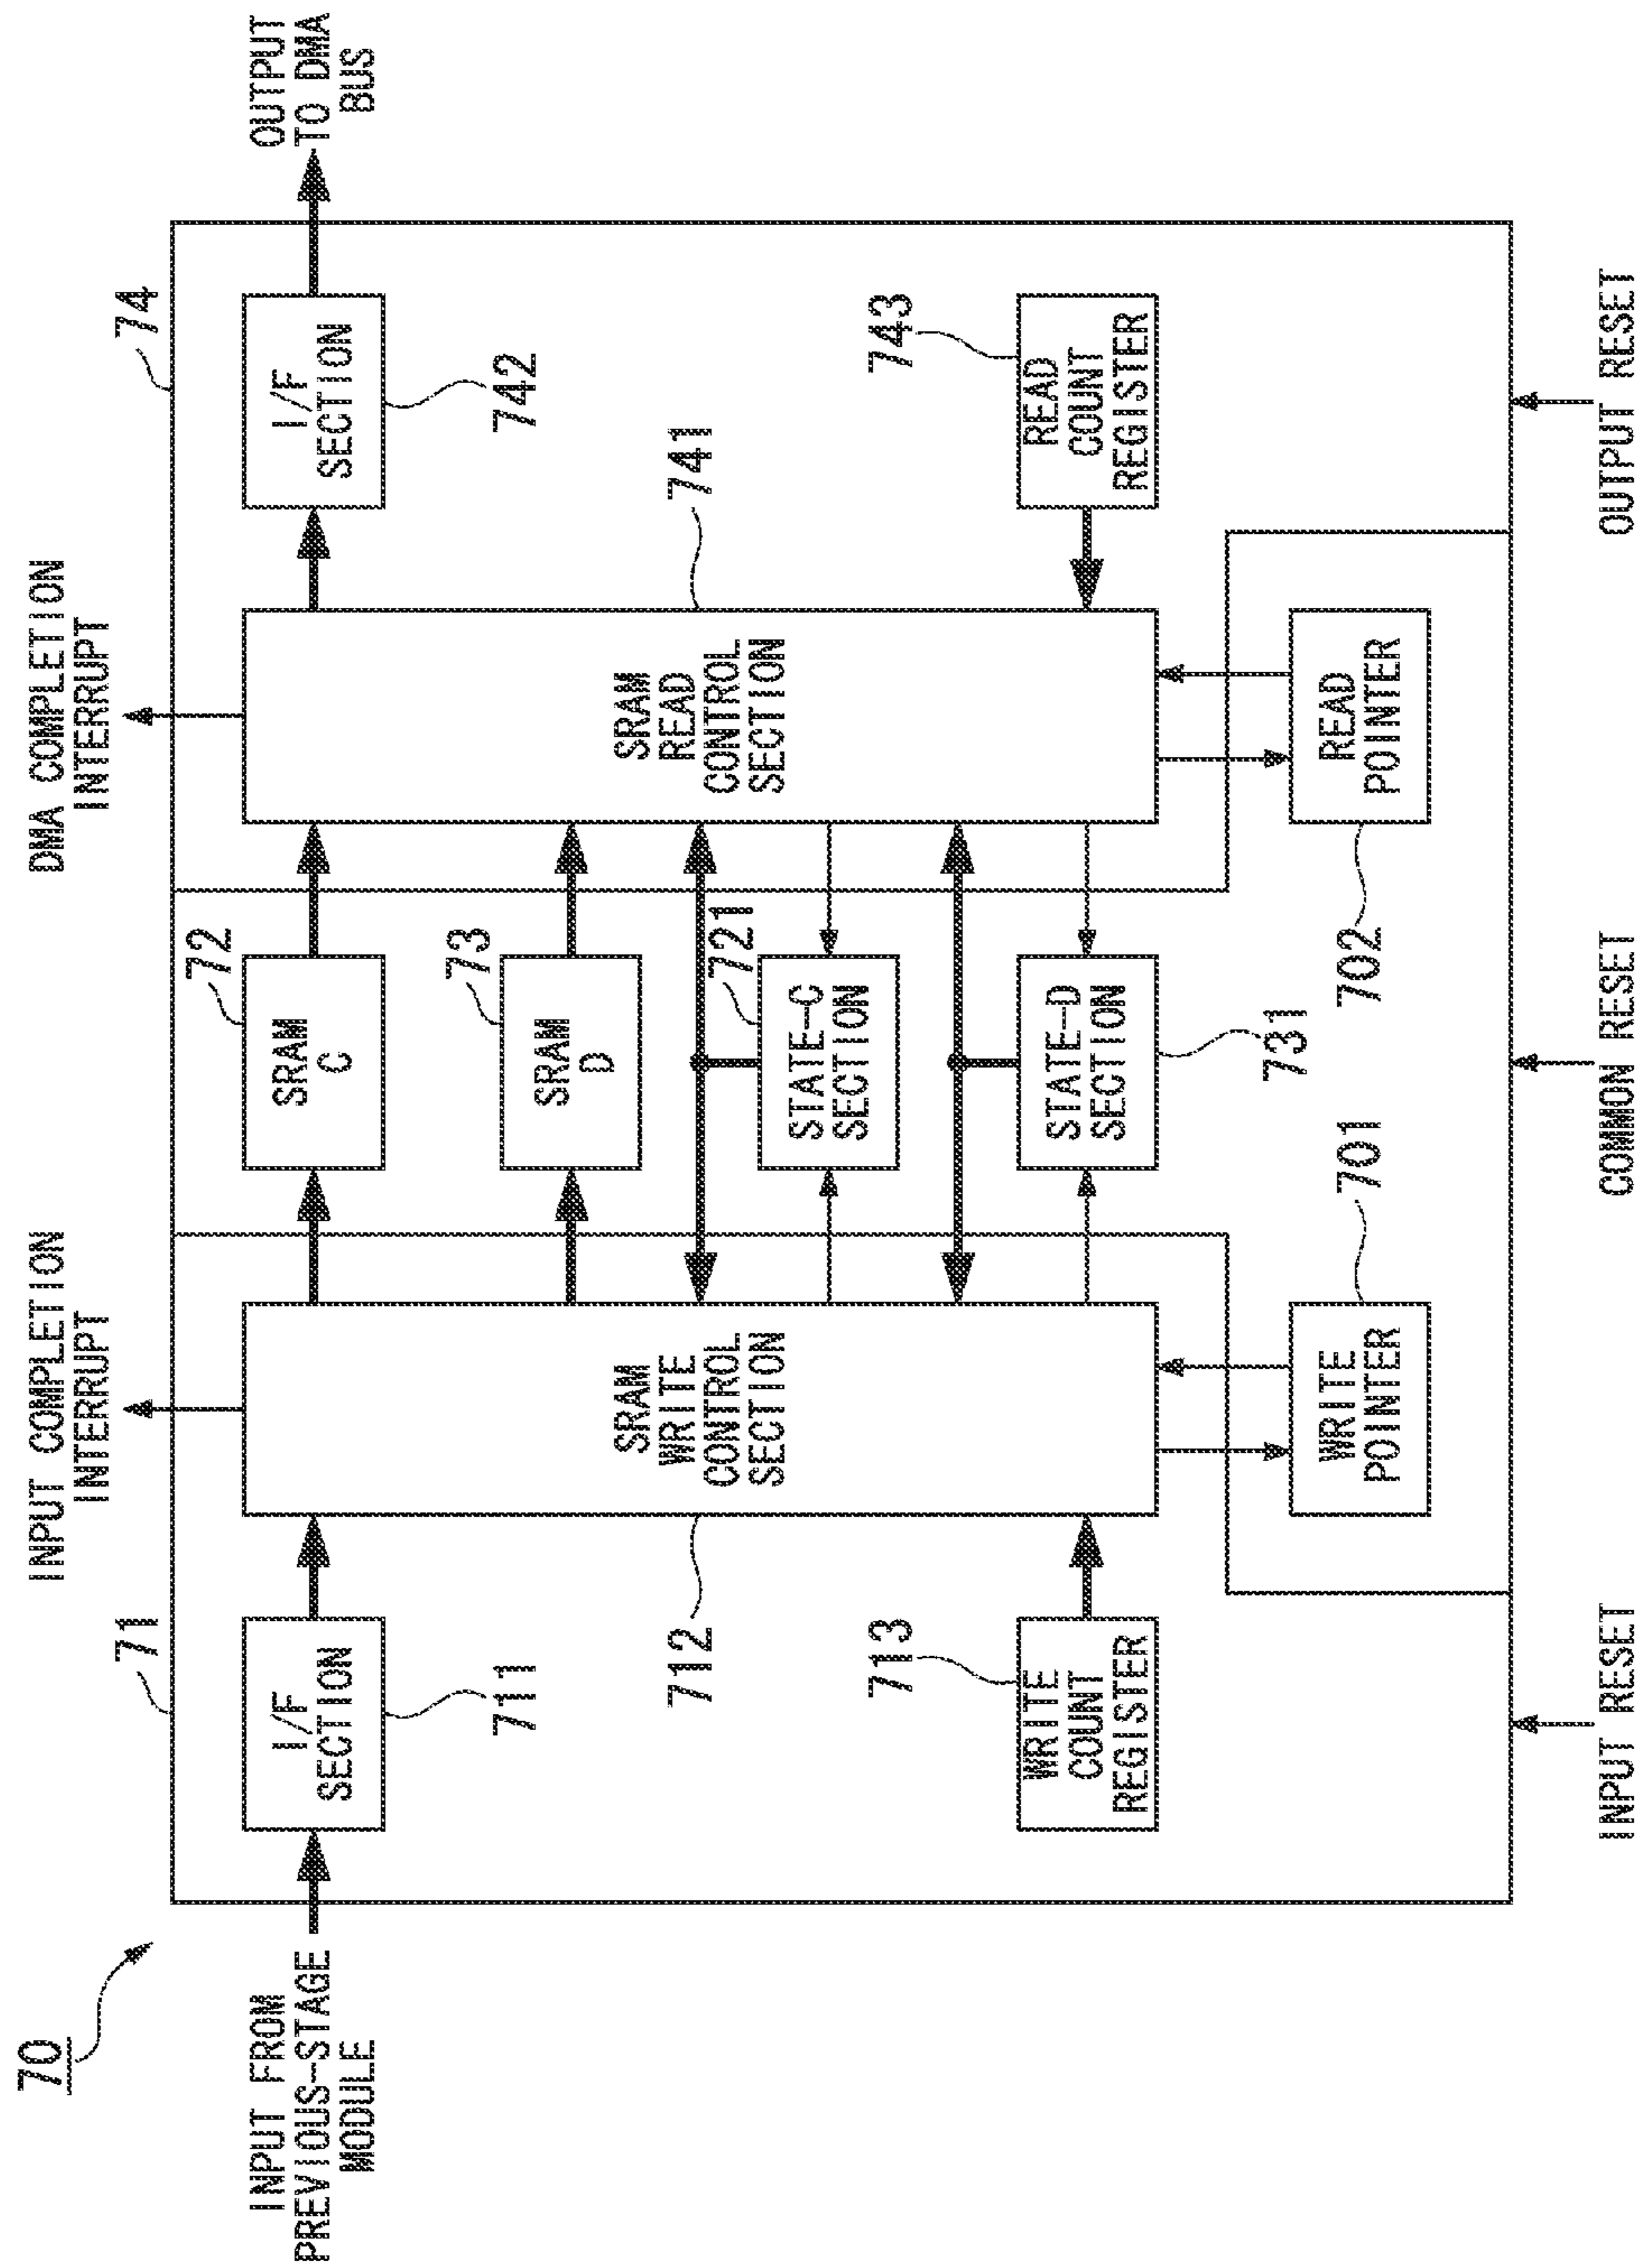 70
INPUT COMPLETION
INTERRUPT
DMA COMPLETION
INTERRUPT
71
74
INPUT FROM
PREVIOUS-STAGE
MODULE
I/F
SECTION
711
SRAM
WRITE
CONTROL
SECTION
712
WRITE
COUNT
REGISTER
713
SRAM
C
72
SRAM
D
73
STATE-C
SECTION
721
STATE-D
SECTION
731
SRAM
READ
CONTROL
SECTION
741
I/F
SECTION
742
OUTPUT
TO DMA
BUS
READ
COUNT
REGISTER
743
WRITE
POINTER
701
READ
POINTER
702
INPUT RESET
COMMON RESET
OUTPUT RESET